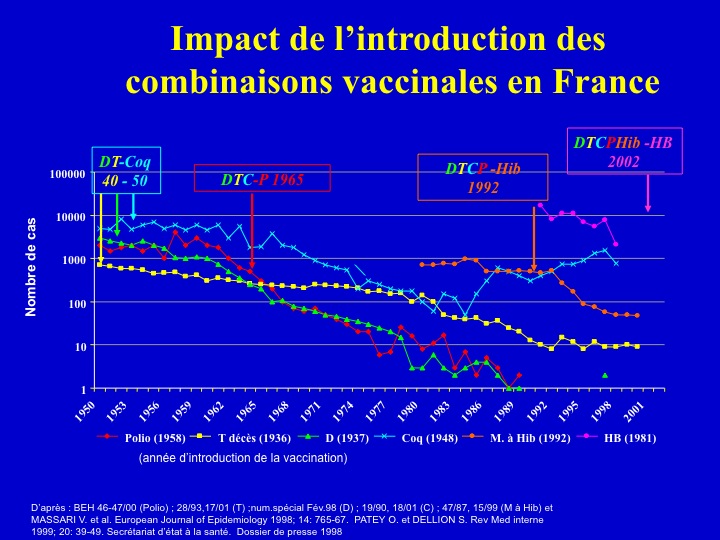 Impact de l'introduction des
combinaisons vaccinales en France
DT-Coq
40 - 50
DTC-P 1965
DTCP -Hib
1992
DTCPHib -HB
2002
Nombre de cas
100000
10000
1000
100
10
1
1950
1953
1956
1959
1962
1965
1968
1971
1974
1977
1980
1983
1986
1989
1992
1995
1998
2001
Polio (1958) T décès (1936) D (1937) Coq (1948) M. à Hib (1992) HB (1981)
(année d'introduction de la vaccination)
D'après : BEH 46-47/00 (Polio) ; 28/93,17/01 (T) ;num.spécial Fév.98 (D) ; 19/90, 18/01 (C) ; 47/87, 15/99 (M à Hib) et
MASSARI V. et al. European Journal of Epidemiology 1998; 14: 765-67. PATEY O. et DELLION S. Rev Med interne
1999; 20: 39-49. Secrétariat d'état à la santé. Dossier de presse 1998